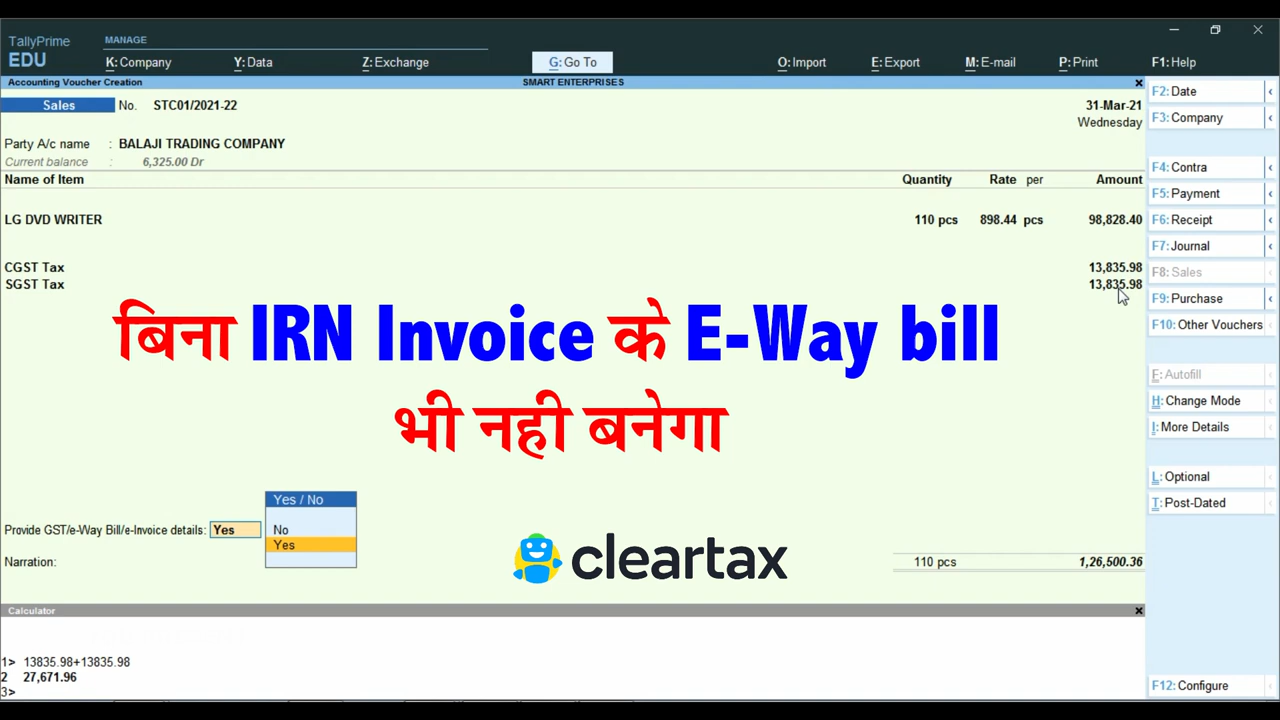 TallyPrime
EDU
MANAGE
K: Company Y: Data Z: Exchange G: Go To O: Import E: Export M: E-mail P: Print F1: Help
Accounting Voucher Creation SMART ENTERPRISES
Sales No. STC01/2021-22 31-Mar-21
Wednesday
Party A/c name : BALAJI TRADING COMPANY
Current balance : 6,325.00 Dr
Name of Item Quantity Rate per Amount
LG DVD WRITER 110 pcs 898.44 pcs 98,828.40
CGST Tax 13,835.98
SGST Tax 13,835.98
बिना IRN Invoice के E-Way bill
भी नही बनेगा
Yes / No
No
Yes
Provide GST/e-Way Bill/e-Invoice details: Yes
cleartax
Narration: 110 pcs 1,26,500.36
Calculator
1> 13835.98+13835.98
2 27,671.96
3>
F2: Date
F3: Company
F4: Contra
F5: Payment
F6: Receipt
F7: Journal
F8: Sales
F9: Purchase
F10: Other Vouchers
F: Autofill
H: Change Mode
I: More Details
L: Optional
T: Post-Dated
F12: Configure